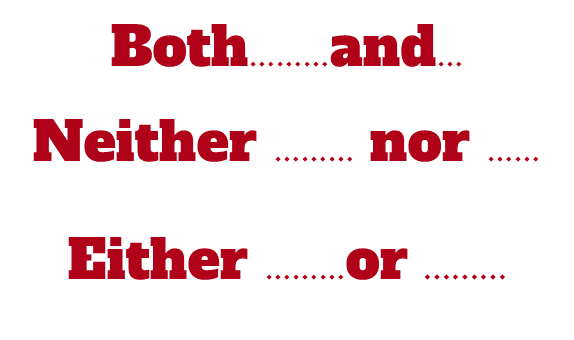 Both.........and...
Neither ......... nor ......
Either .........or .........